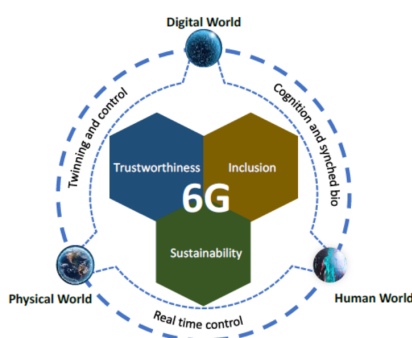 Digital World
Twinning and control
Cognition and synched bio
Trustworthiness
Inclusion
6G
Sustainability
Physical World
Human World
Real time control